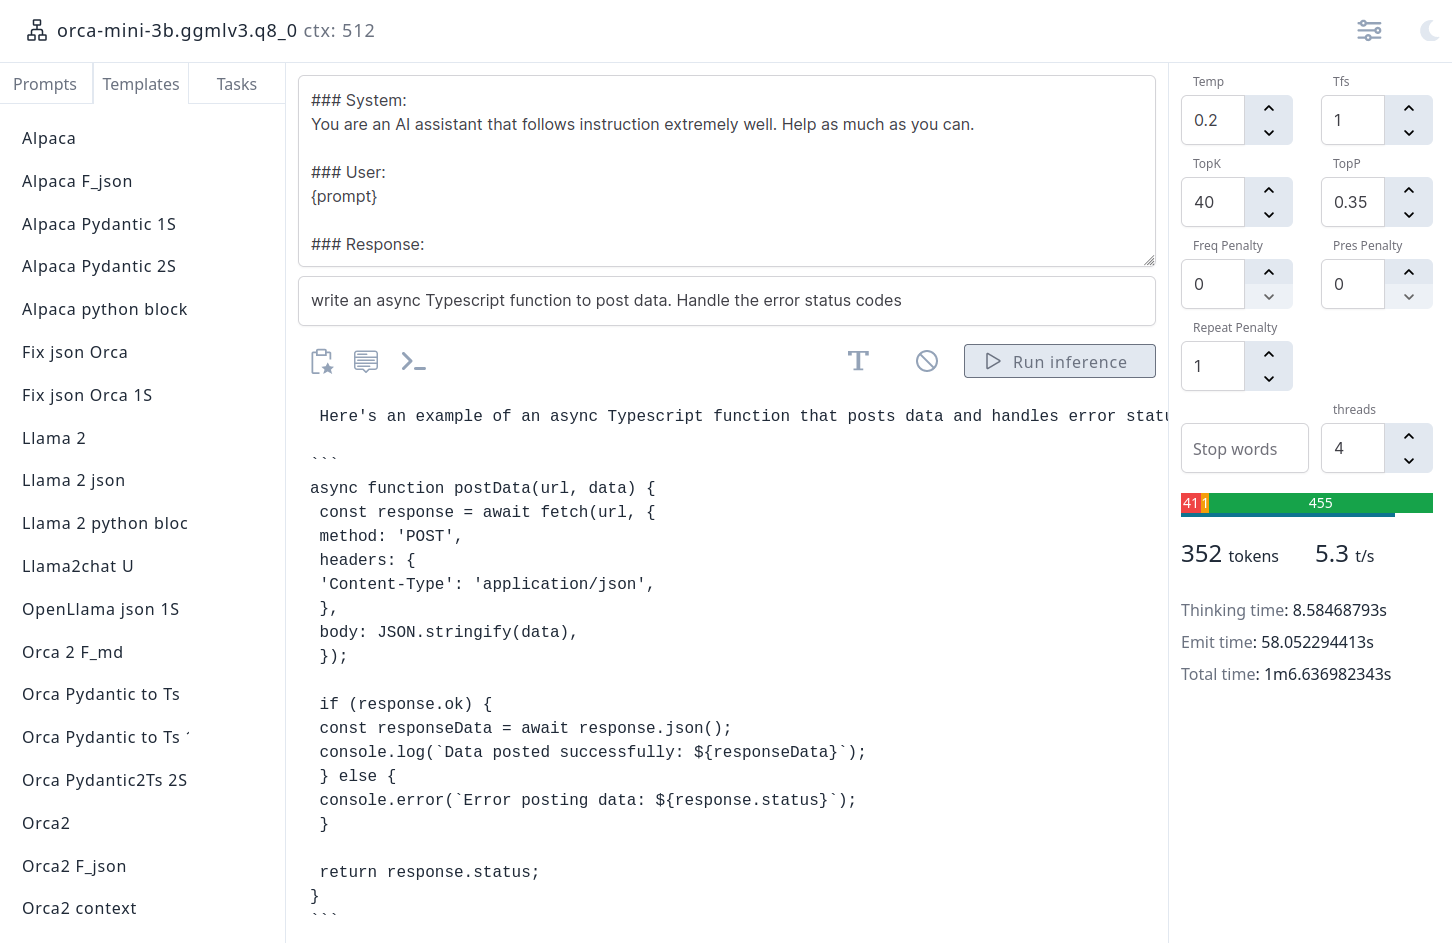 orca-mini-3b.ggmlv3.q8_0 ctx: 512
Prompts Templates Tasks
Alpaca
Alpaca F_json
Alpaca Pydantic 1S
Alpaca Pydantic 2S
Alpaca python block
Fix json Orca
Fix json Orca 1S
Llama 2
Llama 2 json
Llama 2 python bloc
Llama2chat U
OpenLlama json 1S
Orca 2 F_md
Orca Pydantic to Ts
Orca Pydantic to Ts
Orca Pydantic2Ts 2S
Orca2
Orca2 F_json
Orca2 context
### System:
You are an AI assistant that follows instruction extremely well. Help as much as you can.
### User:
{prompt}
### Response:
write an async Typescript function to post data. Handle the error status codes
T Run inference
Here's an example of an async Typescript function that posts data and handles error statu
```
async function postData(url, data) {
const response = await fetch(url, {
method: 'POST',
headers: {
'Content-Type': 'application/json',
},
body: JSON.stringify(data),
});
if (response.ok) {
const responseData = await response.json();
console.log(`Data posted successfully: ${responseData}`);
} else {
console.error(`Error posting data: ${response.status}`);
}
return response.status;
}
```
Temp Tfs
0.2 1
TopK TopP
40 0.35
Freq Penalty Pres Penalty
0 0
Repeat Penalty
1
threads
Stop words 4
41 1 455
352 tokens 5.3 t/s
Thinking time: 8.58468793s
Emit time: 58.052294413s
Total time: 1m6.636982343s